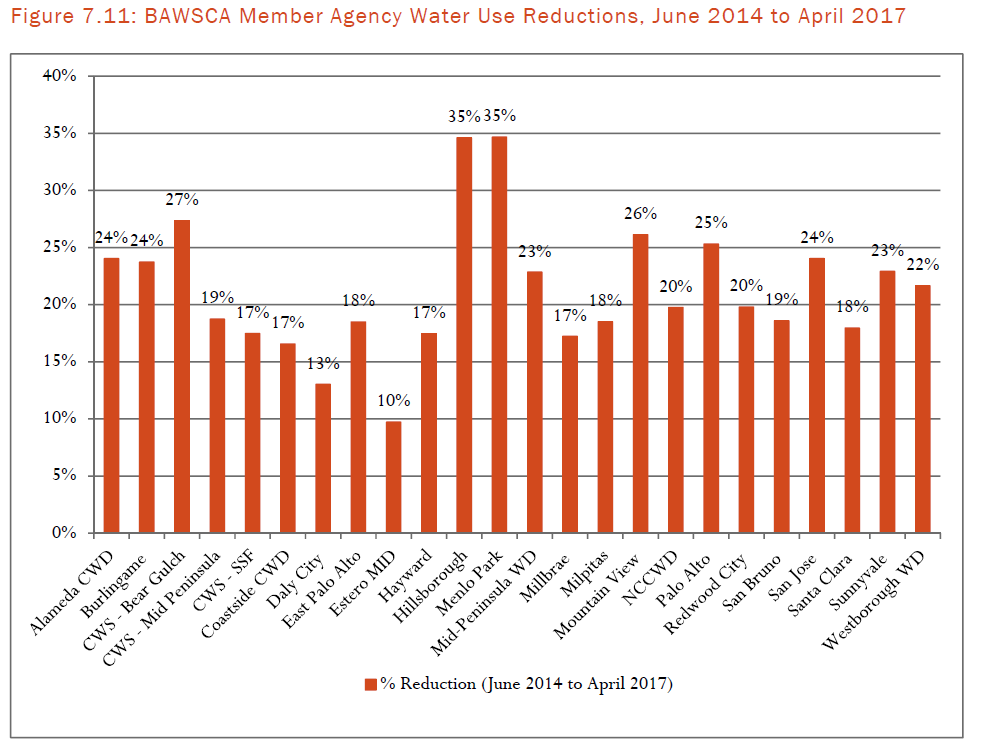 Figure 7.11: BAWSCA Member Agency Water Use Reductions, June 2014 to April 2017
40%
35%
30%
25%
20%
15%
10%
5%
0%
24%
24%
27%
19%
17%
17%
13%
18%
10%
17%
35%
35%
23%
17%
18%
26%
20%
25%
20%
19%
24%
18%
23%
22%
Alameda CWD
Burlingame
CWS - Bear Gulch
CWS - Mid Peninsula
CWS - SSF
Coastside CWD
Daly City
East Palo Alto
Estero MID
Hayward
Hillsborough
Menlo Park
Mid-Peninsula WD
Millbrae
Milpitas
Mountain View
NCCWD
Palo Alto
Redwood City
San Bruno
San Jose
Santa Clara
Sunnyvale
Westborough WD
% Reduction (June 2014 to April 2017)